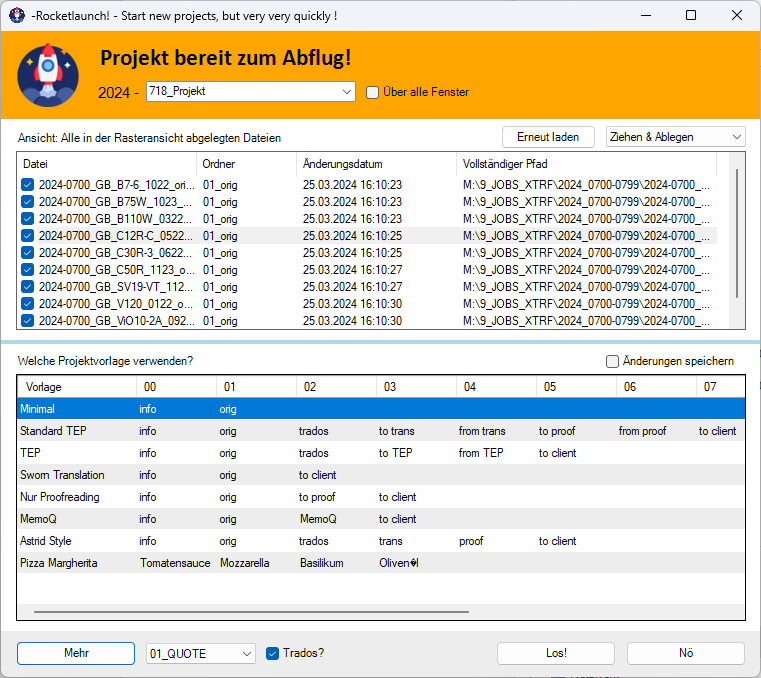 -Rocketlaunch! - Start new projects, but very very quickly !
Projekt bereit zum Abflug!
2024 - 718_Projekt Über alle Fenster
Ansicht: Alle in der Rasteransicht abgelegten Dateien Erneut laden Ziehen & Ablegen
Datei Ordner Änderungsdatum Vollständiger Pfad
2024-0700_GB_B7-6_1022_ori... 01_orig 25.03.2024 16:10:23 M:\9_JOBS_XTRF\2024_0700-0799\2024-0700_...
2024-0700_GB_B75W_1023_... 01_orig 25.03.2024 16:10:23 M:\9_JOBS_XTRF\2024_0700-0799\2024-0700_...
2024-0700_GB_B110W_0322... 01_orig 25.03.2024 16:10:23 M:\9_JOBS_XTRF\2024_0700-0799\2024-0700_...
2024-0700_GB_C12R-C_0522... 01_orig 25.03.2024 16:10:25 M:\9_JOBS_XTRF\2024_0700-0799\2024-0700_...
2024-0700_GB_C30R-3_0622... 01_orig 25.03.2024 16:10:25 M:\9_JOBS_XTRF\2024_0700-0799\2024-0700_...
2024-0700_GB_C50R_1123_o... 01_orig 25.03.2024 16:10:27 M:\9_JOBS_XTRF\2024_0700-0799\2024-0700_...
2024-0700_GB_SV19-VT_112... 01_orig 25.03.2024 16:10:27 M:\9_JOBS_XTRF\2024_0700-0799\2024-0700_...
2024-0700_GB_V120_0122_o... 01_orig 25.03.2024 16:10:30 M:\9_JOBS_XTRF\2024_0700-0799\2024-0700_...
2024-0700_GB_ViO10-2A_092... 01_orig 25.03.2024 16:10:30 M:\9_JOBS_XTRF\2024_0700-0799\2024-0700_...
Welche Projektvorlage verwenden? Änderungen speichern
Vorlage 00 01 02 03 04 05 06 07
Minimal info orig
Standard TEP info orig trados to trans from trans to proof from proof to client
TEP info orig trados to TEP from TEP to client
Sworn Translation info orig to client
Nur Proofreading info orig to proof to client
MemoQ info orig MemoQ to client
Astrid Style info orig trados trans proof to client
Pizza Margherita Tomatensauce Mozzarella Basilikum Oliven�l
Mehr 01_QUOTE Trados? Los! Nö